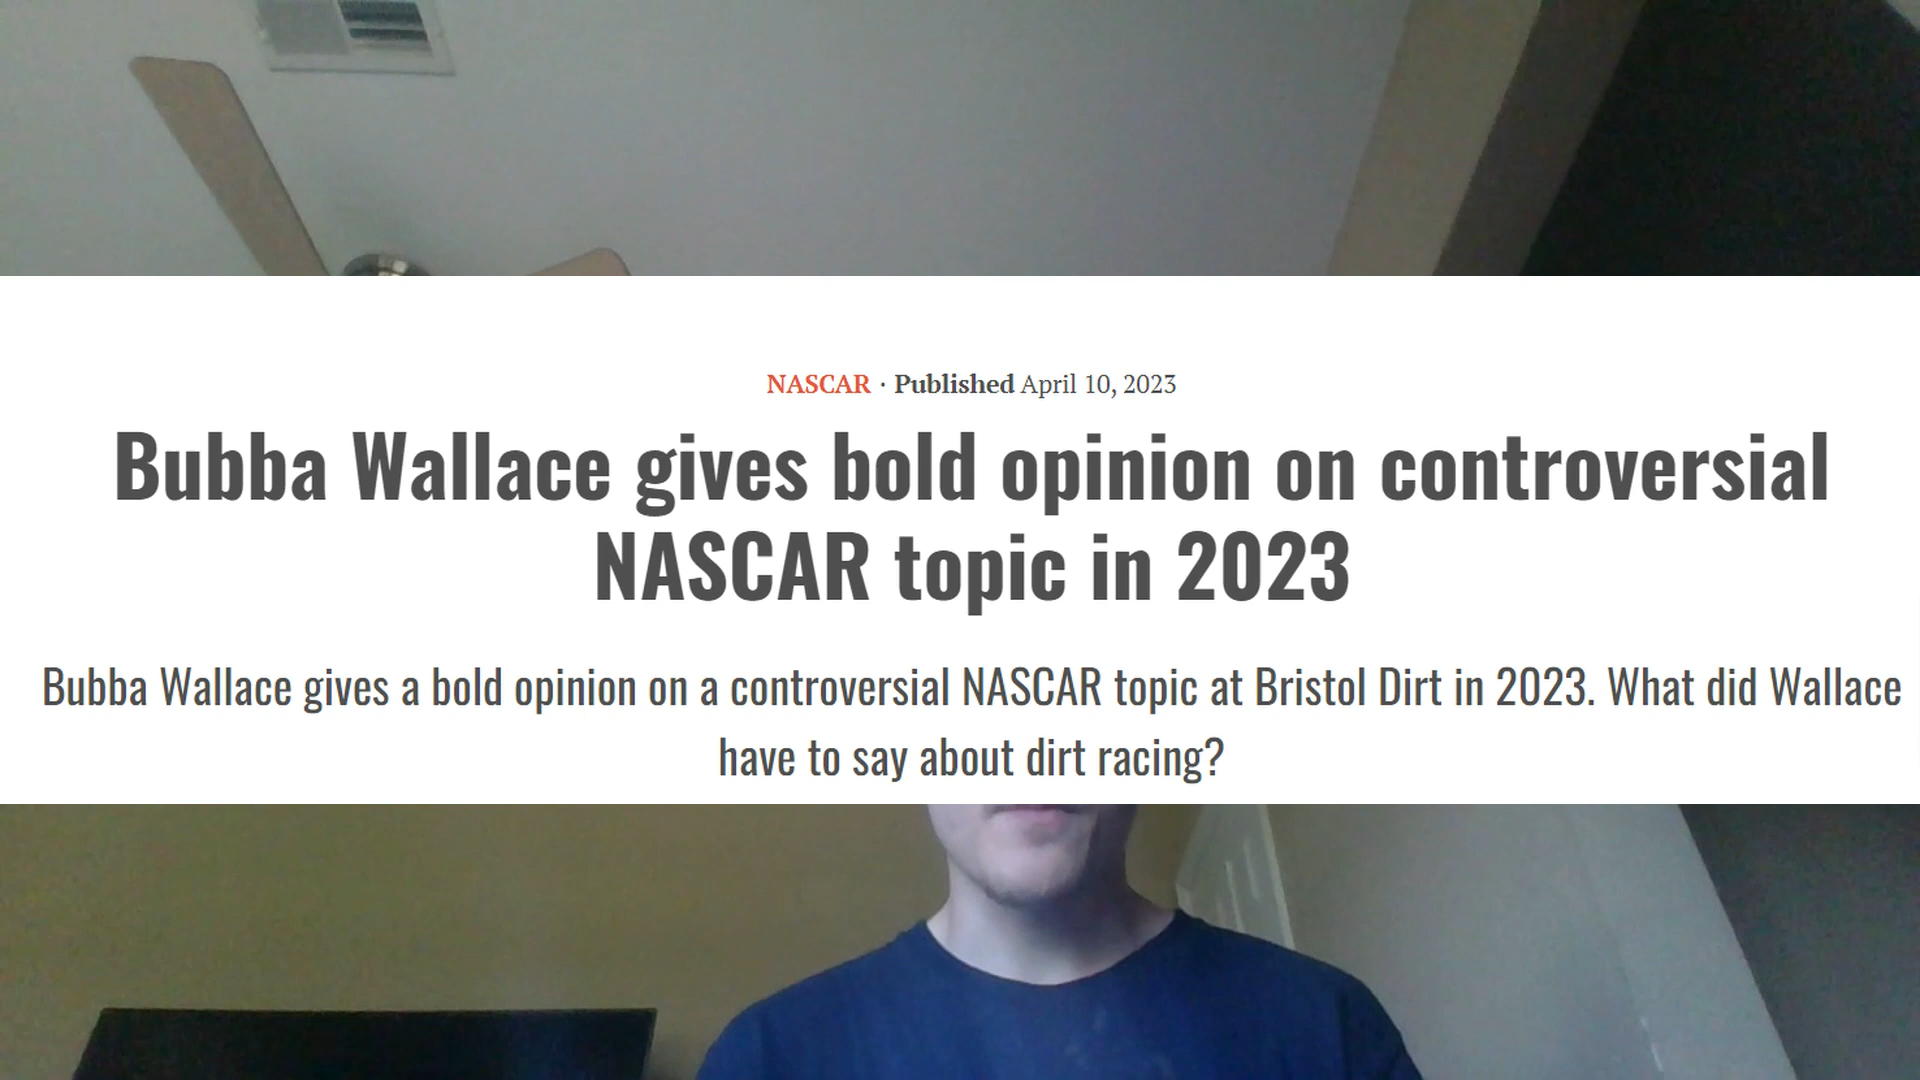 NASCAR · Published April 10, 2023
Bubba Wallace gives bold opinion on controversial
NASCAR topic in 2023
Bubba Wallace gives a bold opinion on a controversial NASCAR topic at Bristol Dirt in 2023. What did Wallace
have to say about dirt racing?